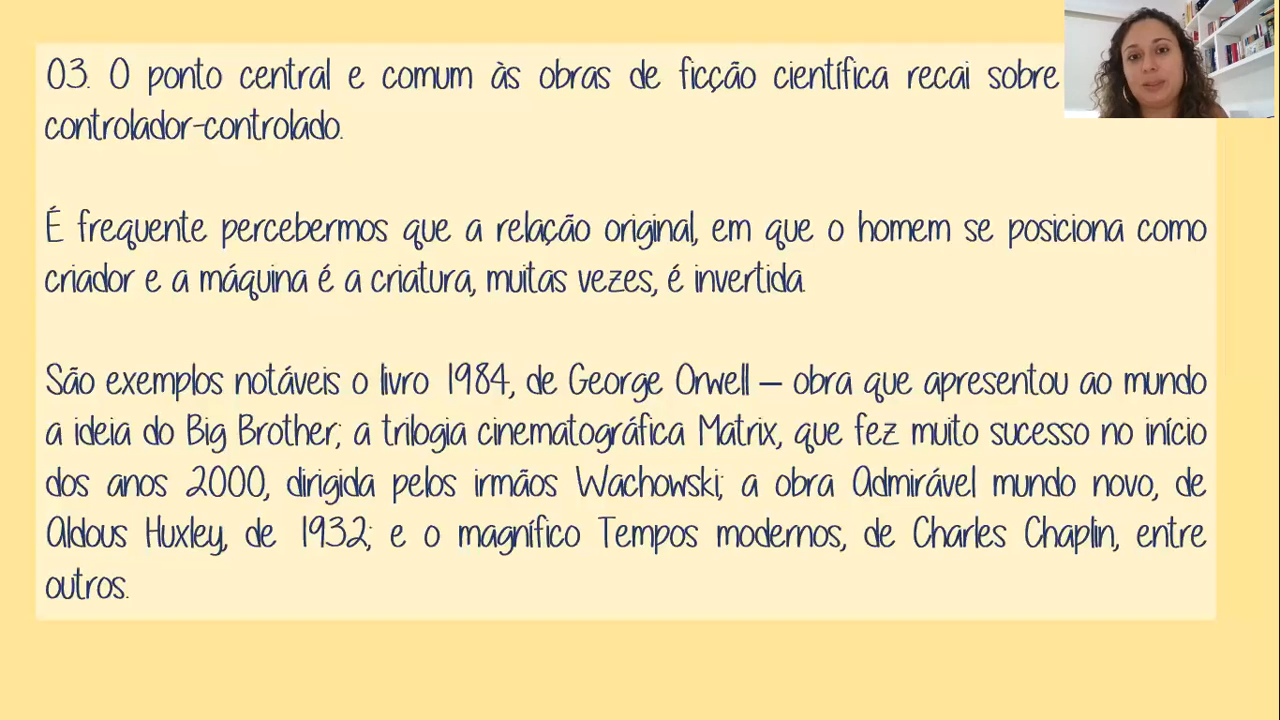 03. O ponto central e comum às obras de ficção científica recai sobre
controlador-controlado.
É frequente percebermos que a relação original, em que o homem se posiciona como
criador e a máquina é a criatura, muitas vezes, é invertida.
São exemplos notáveis o livro 1984, de George Orwell – obra que apresentou ao mundo
a ideia do Big Brother; a trilogia cinematográfica Matrix, que fez muito sucesso no início
dos anos 2000, dirigida pelos irmãos Wachowski; a obra Admirável mundo novo, de
Aldous Huxley, de 1932; e o magnífico Tempos modernos, de Charles Chaplin, entre
outros.